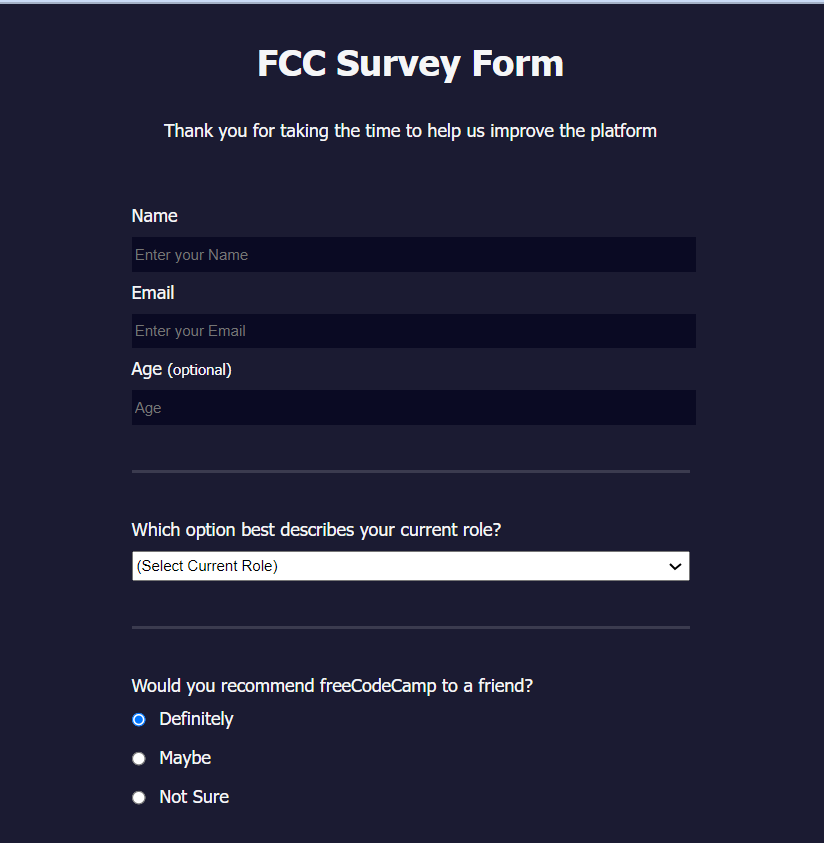 FCC Survey Form
Thank you for taking the time to help us improve the platform
Name
Enter your Name
Email
Enter your Email
Age (optional)
Age
Which option best describes your current role?
(Select Current Role)
Would you recommend freeCodeCamp to a friend?
Definitely
Maybe
Not Sure